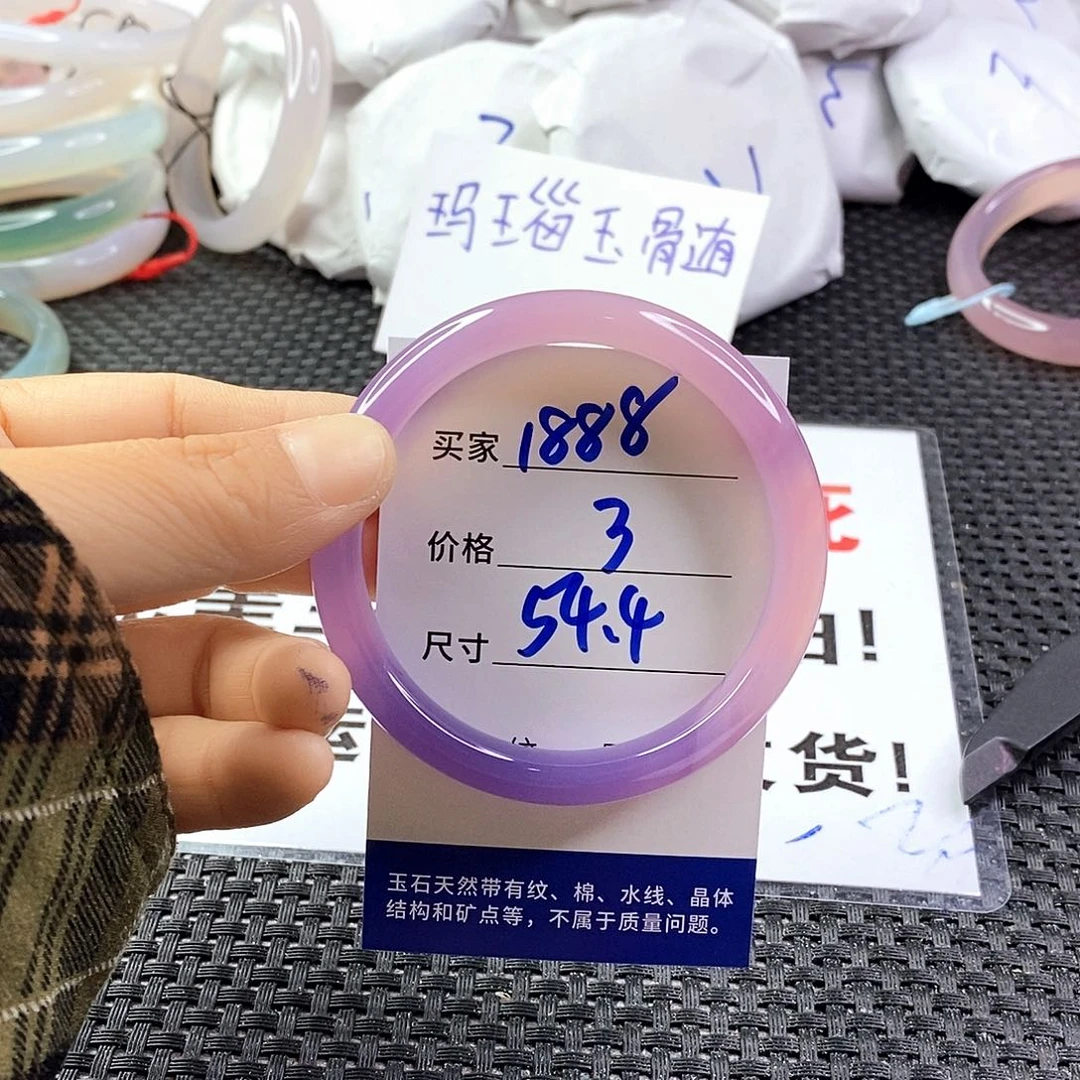 玛瑙玉骨随
买家 1888
价格 3
尺寸 54.4
货!
玉石天然带有纹、棉、水线、晶体
结构和矿点等，不属于质量问题。